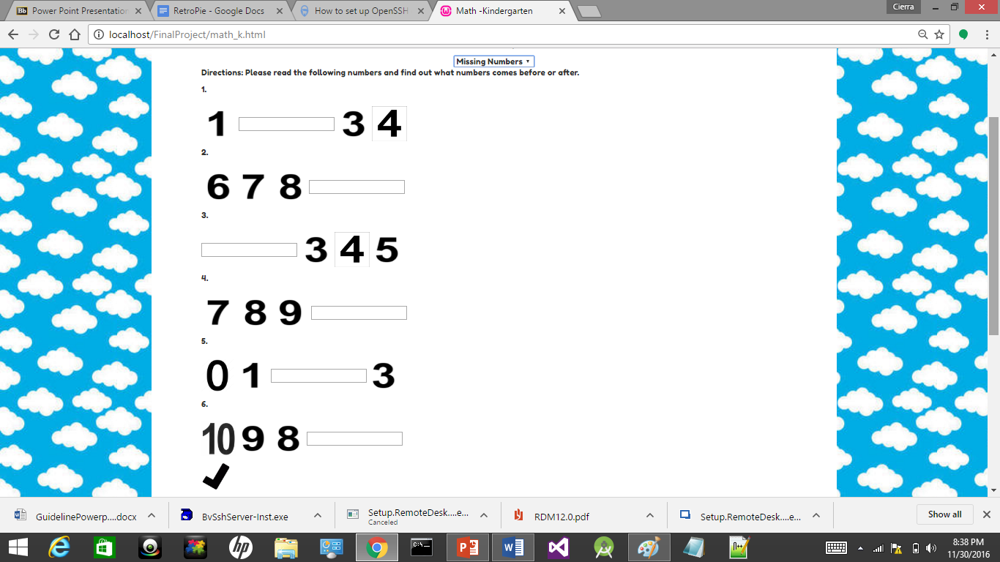 Power Point Presentation
RetroPie - Google Docs
How to set up OpenSSH
Math -Kindergarten
Cierra
localhost/FinalProject/math_k.html
Missing Numbers
Directions: Please read the following numbers and find out what numbers comes before or after.
1.
1 3 4
2.
6 7 8
3.
3 4 5
4.
7 8 9
5.
0 1 3
6.
10 9 8
GuidelinePowerp....docx
BvSshServer-Inst.exe
Setup.RemoteDesk....e...
Canceled
RDM12.0.pdf
Setup.RemoteDesk....e...
Show all
8:38 PM
11/30/2016